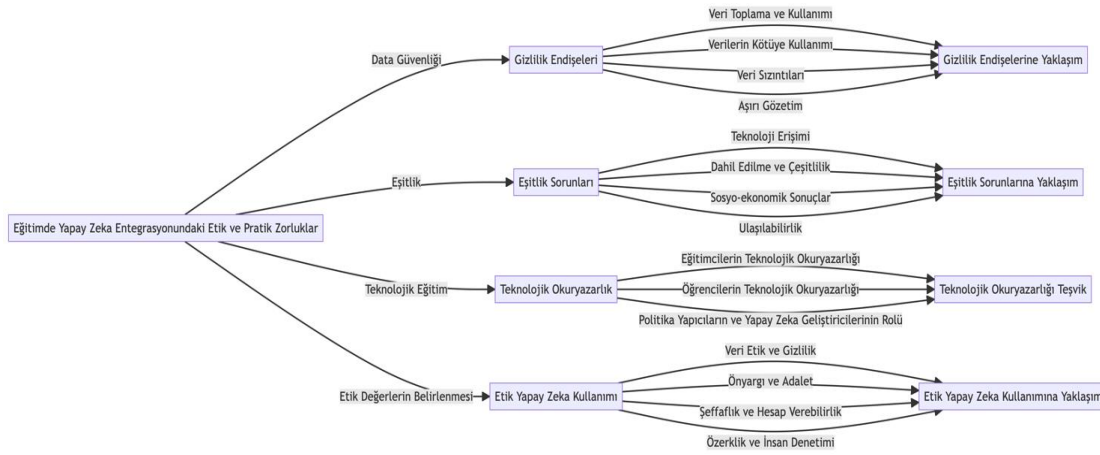 Eğitimde Yapay Zeka Entegrasyonundaki Etik ve Pratik Zorluklar
Data Güvenliği
Gizlilik Endişeleri
Veri Toplama ve Kullanımı
Verilerin Kötüye Kullanımı
Veri Sızıntıları
Aşırı Gözetim
Gizlilik Endişelerine Yaklaşım
Eşitlik
Eşitlik Sorunları
Teknoloji Erişimi
Dahil Edilme ve Çeşitlilik
Sosyo-ekonomik Sonuçlar
Ulaşılabilirlik
Eşitlik Sorunlarına Yaklaşım
Teknolojik Eğitim
Teknolojik Okuryazarlık
Eğitimcilerin Teknolojik Okuryazarlığı
Öğrencilerin Teknolojik Okuryazarlığı
Politika Yapıcıların ve Yapay Zeka Geliştiricilerinin Rolü
Teknolojik Okuryazarlığı Teşvik
Etik Değerlerin Belirlenmesi
Etik Yapay Zeka Kullanımı
Veri Etik ve Gizlilik
Önyargı ve Adalet
Şeffaflık ve Hesap Verebilirlik
Özerklik ve İnsan Denetimi
Etik Yapay Zeka Kullanımına Yaklaşım